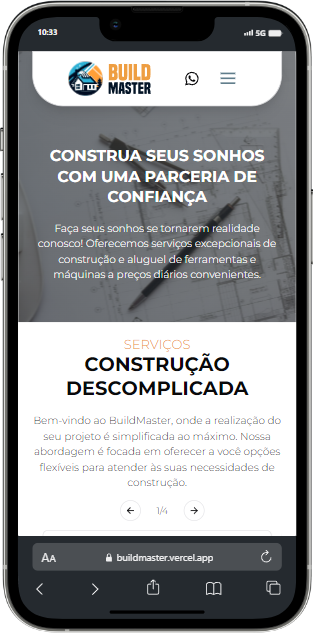 10:33
5G
BUILD
MASTER
CONSTRUA SEUS SONHOS
COM UMA PARCERIA DE
CONFIANÇA
Faça seus sonhos se tornarem realidade
conosco! Oferecemos serviços excepcionais de
construção e aluguel de ferramentas e
máquinas a preços diários convenientes.
SERVIÇOS
CONSTRUÇÃO
DESCOMPLICADA
Bem-vindo ao BuildMaster, onde a realização do
seu projeto é simplificada ao máximo. Nossa
abordagem é focada em oferecer a você opções
flexíveis para atender às suas necessidades de
construção.
1/4
AA
buildmaster.vercel.app